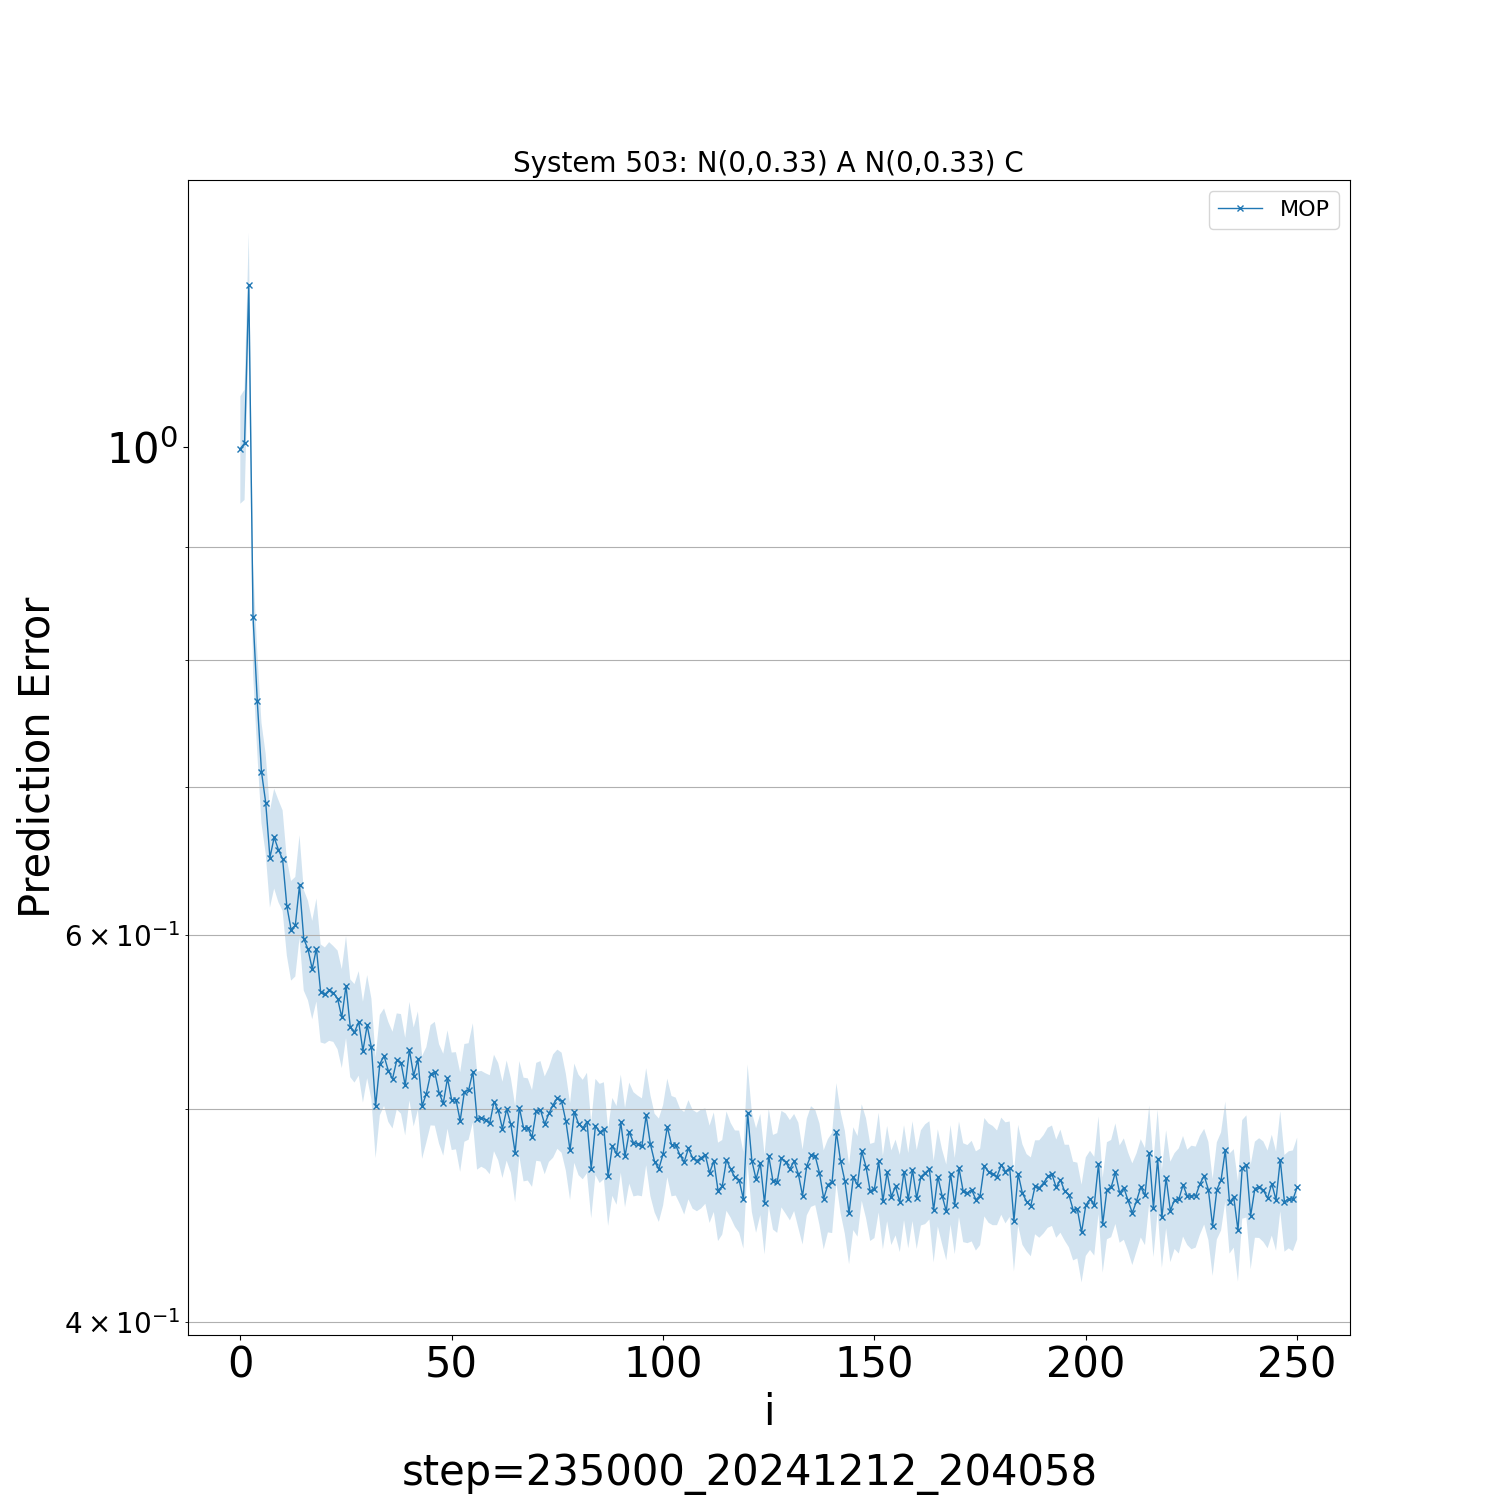 System 503: N(0,0.33) A N(0,0.33) C
MOP
10⁰
6 × 10⁻¹
4 × 10⁻¹
Prediction Error
0 50 100 150 200 250
i
step=235000_20241212_204058